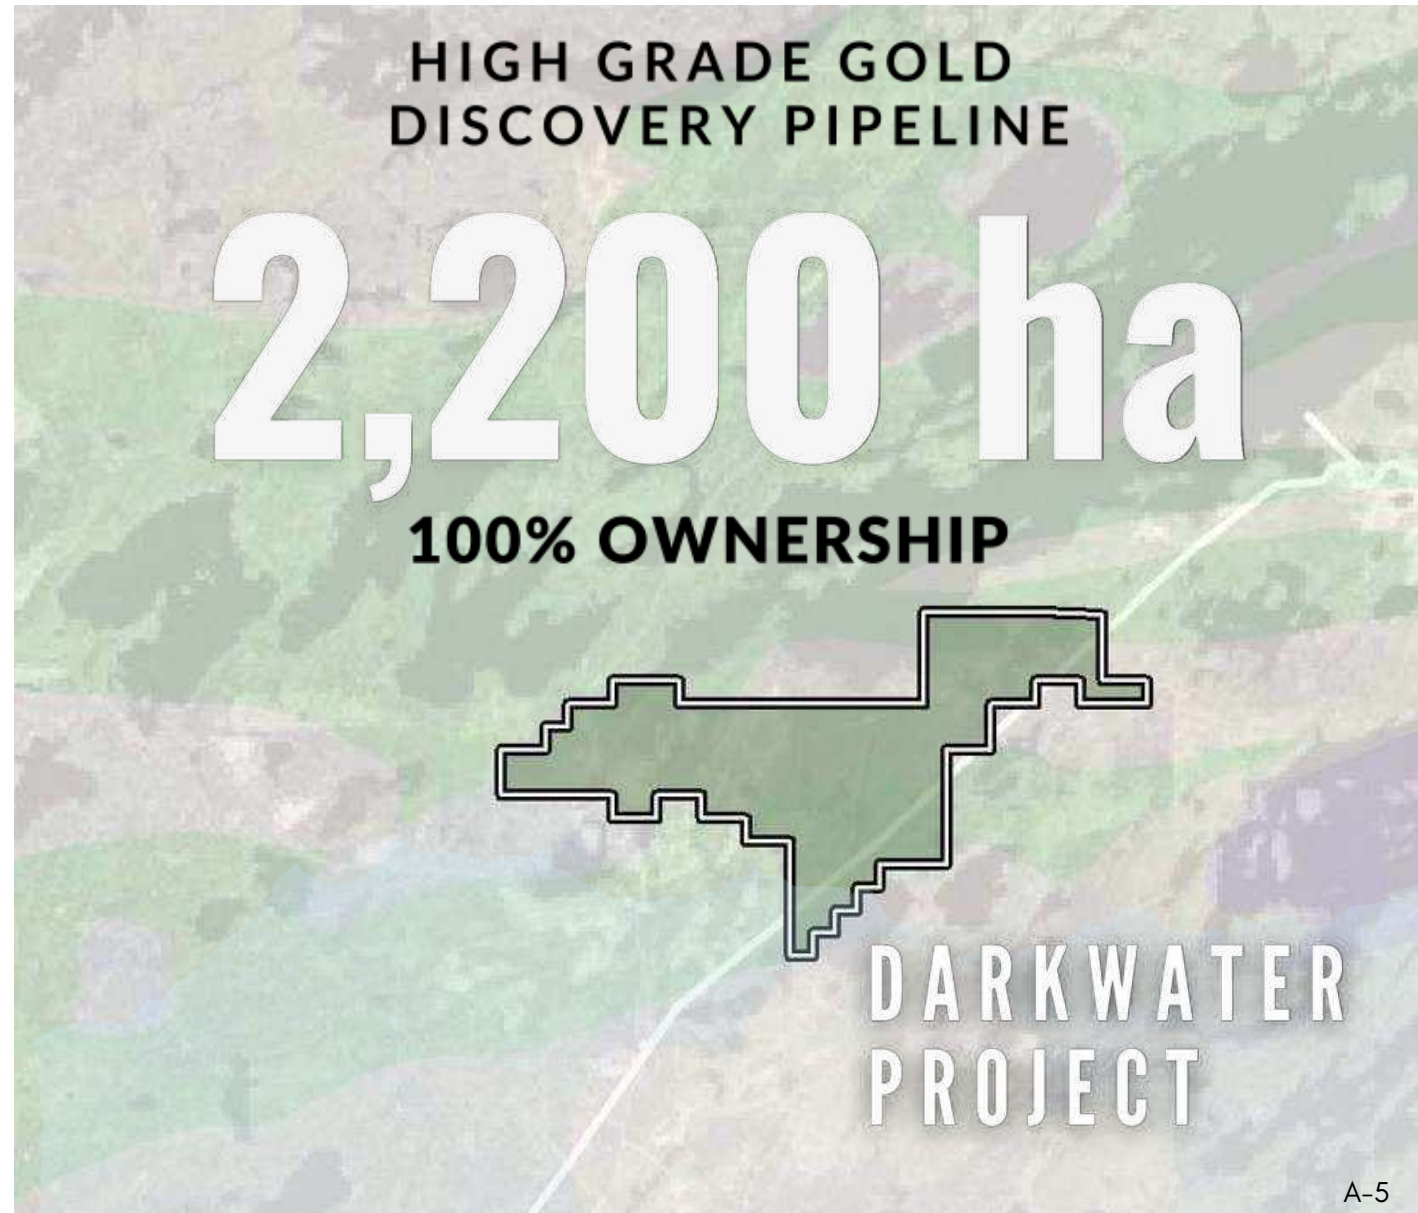 HIGH GRADE GOLD
DISCOVERY PIPELINE
2,200 ha
100% OWNERSHIP
DARKWATER
PROJECT
A-5